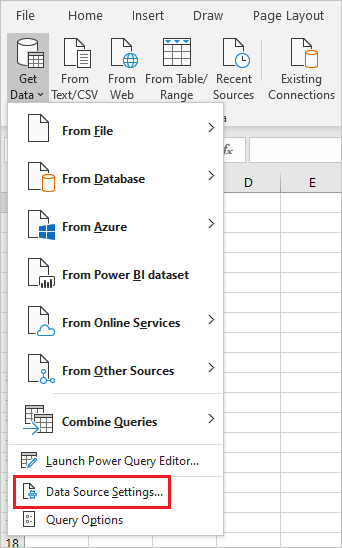 File Home Insert Draw Page Layout
Get From From From Table/ Recent Existing
Data Text/CSV Web Range Sources Connections
From File
fx
From Database
D E
From Azure
From Power BI dataset
From Online Services
From Other Sources
Combine Queries
Launch Power Query Editor...
Data Source Settings...
Query Options
18